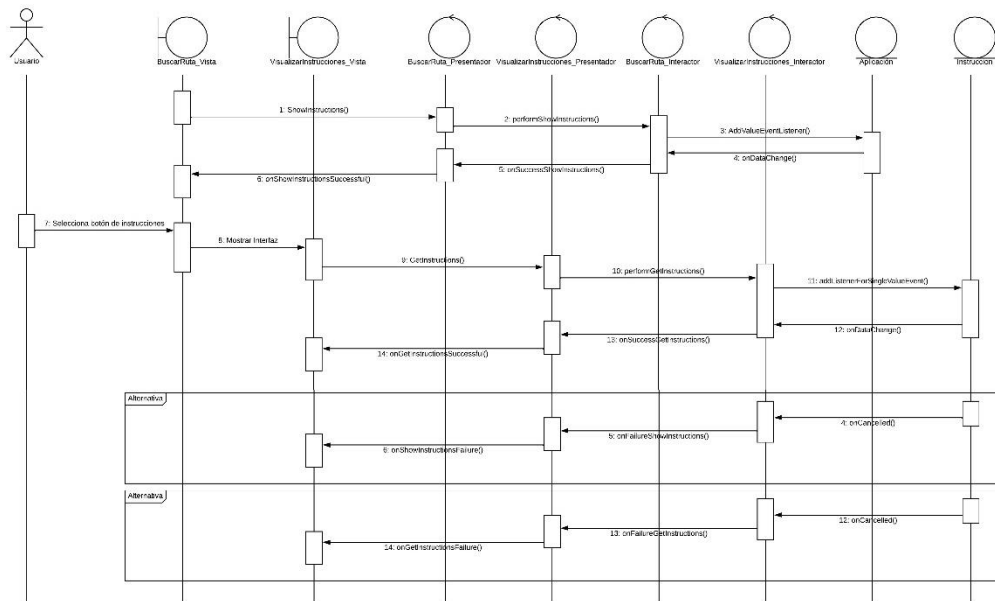 Usuario
BuscarRuta_Vista
VisualizarInstrucciones_Vista
BuscarRuta_Presentador
VisualizarInstrucciones_Presentador
BuscarRuta_Interactor
VisualizarInstrucciones_Interactor
Aplicación
Instruccion
1: ShowInstructions()
2: performShowInstructions()
3: AddValueEventListener()
4: onDataChange()
5: onSuccessShowInstructions()
6: onShowInstructionsSuccessful()
7: Selecciona botón de instrucciones
8: Mostrar Interfaz
9: GetInstructions()
10: performGetInstructions()
11: addListenerForSingleValueEvent()
12: onDataChange()
13: onSuccessGetInstructions()
14: onGetInstructionsSuccessful()
Alternativa
4: onCancelled()
5: onFailureShowInstructions()
6: onShowInstructionsFailure()
Alternativa
12: onCancelled()
13: onFailureGetInstructions()
14: onGetInstructionsFailure()